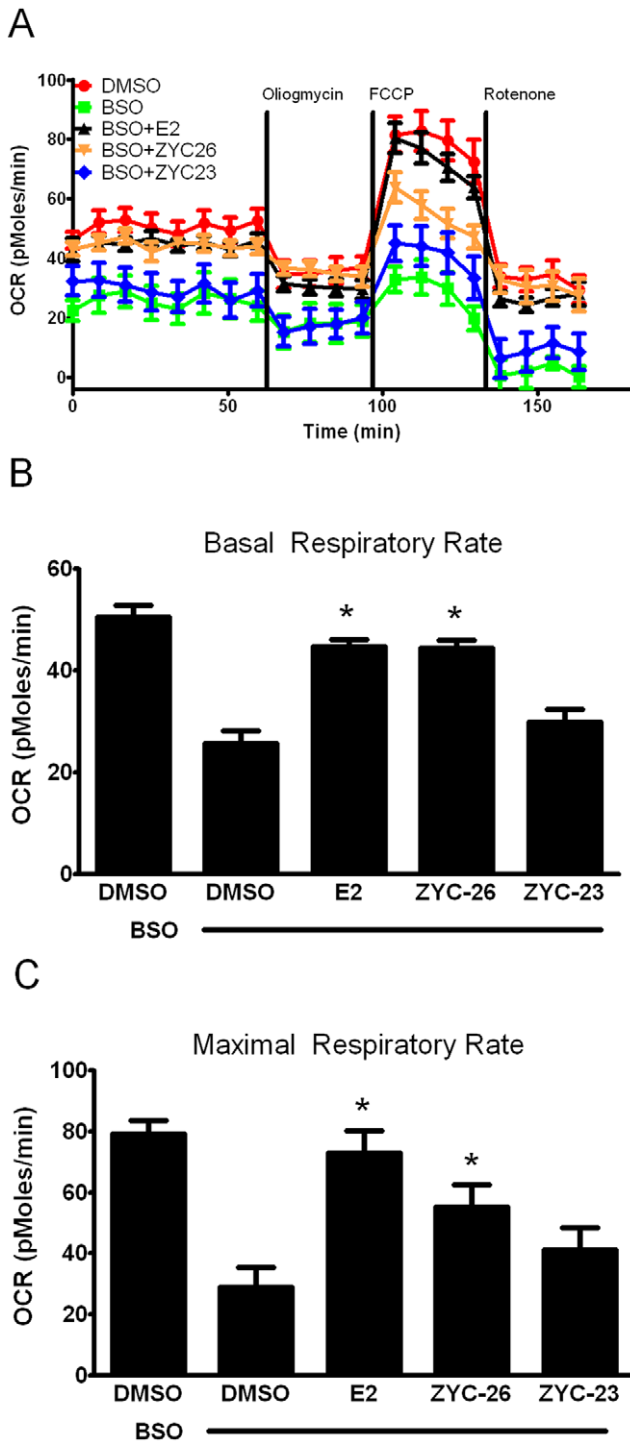 A
100
80
60
40
20
0
OCR (pMoles/min)
DMSO
BSO
BSO+E2
BSO+ZYC26
BSO+ZYC23
Oliogmycin
FCCP
Rotenone
0
50
100
150
Time (min)
B
Basal Respiratory Rate
60
40
20
0
OCR (pMoles/min)
*
*
DMSO DMSO E2 ZYC-26 ZYC-23
BSO
C
Maximal Respiratory Rate
100
80
60
40
20
0
OCR (pMoles/min)
*
*
DMSO DMSO E2 ZYC-26 ZYC-23
BSO